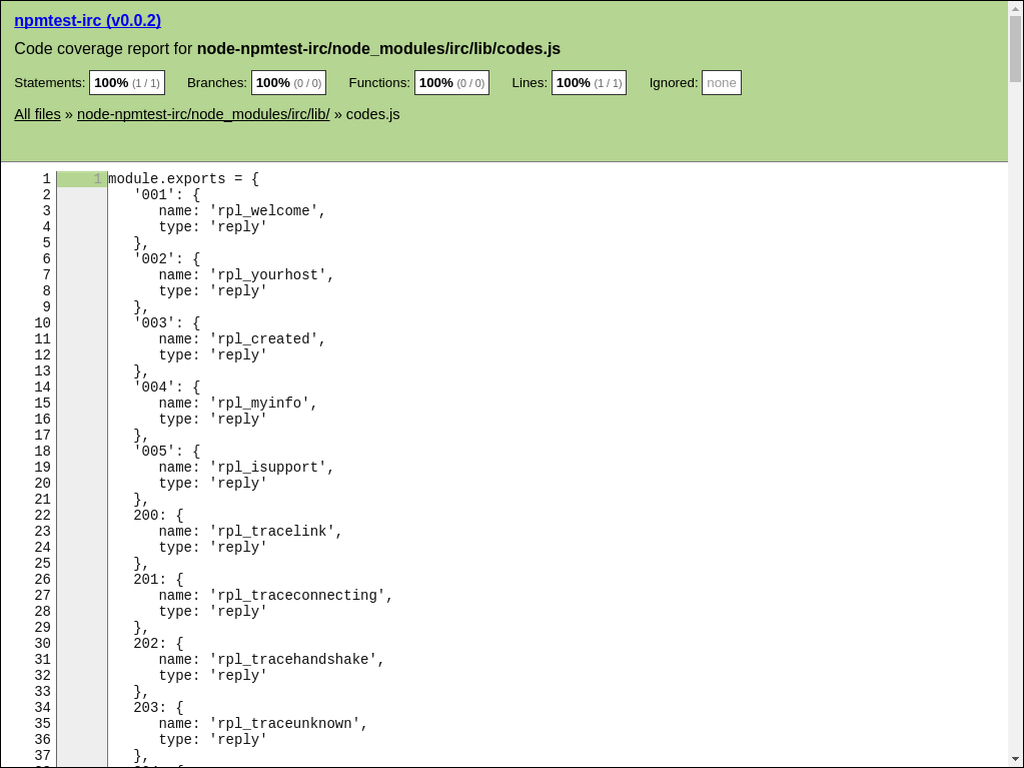 npmtest-irc (v0.0.2)
Code coverage report for node-npmtest-irc/node_modules/irc/lib/codes.js
Statements: 100% (1 / 1) Branches: 100% (0 / 0) Functions: 100% (0 / 0) Lines: 100% (1 / 1) Ignored: none
All files » node-npmtest-irc/node_modules/irc/lib/ » codes.js
1 1 module.exports = {
2 '001': {
3 name: 'rpl_welcome',
4 type: 'reply'
5 },
6 '002': {
7 name: 'rpl_yourhost',
8 type: 'reply'
9 },
10 '003': {
11 name: 'rpl_created',
12 type: 'reply'
13 },
14 '004': {
15 name: 'rpl_myinfo',
16 type: 'reply'
17 },
18 '005': {
19 name: 'rpl_isupport',
20 type: 'reply'
21 },
22 200: {
23 name: 'rpl_tracelink',
24 type: 'reply'
25 },
26 201: {
27 name: 'rpl_traceconnecting',
28 type: 'reply'
29 },
30 202: {
31 name: 'rpl_tracehandshake',
32 type: 'reply'
33 },
34 203: {
35 name: 'rpl_traceunknown',
36 type: 'reply'
37 },